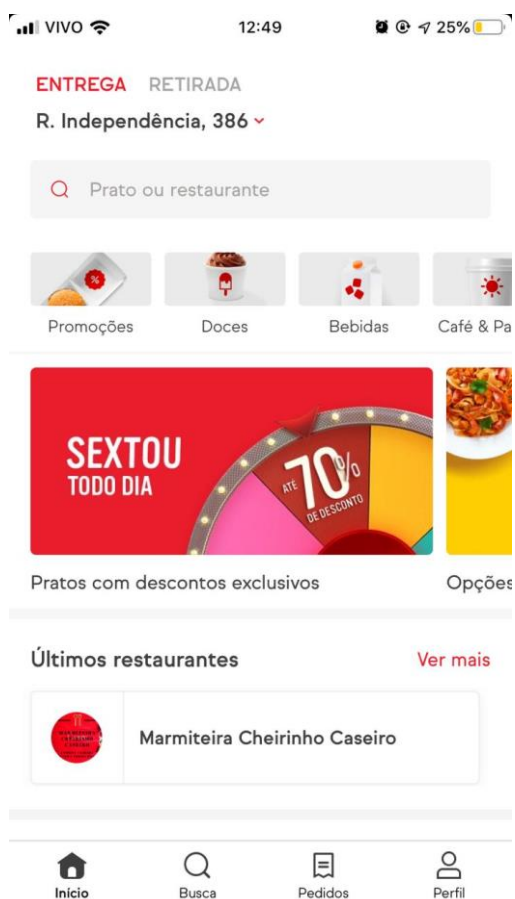 VIVO 12:49 25%
ENTREGA RETIRADA
R. Independência, 386
Prato ou restaurante
%
Promoções Doces Bebidas Café & Pa
SEXTOU
TODO DIA
ATÉ 70%
DE DESCONTO
Pratos com descontos exclusivos Opções
Últimos restaurantes Ver mais
Marmiteira Cheirinho Caseiro
Início Busca Pedidos Perfil